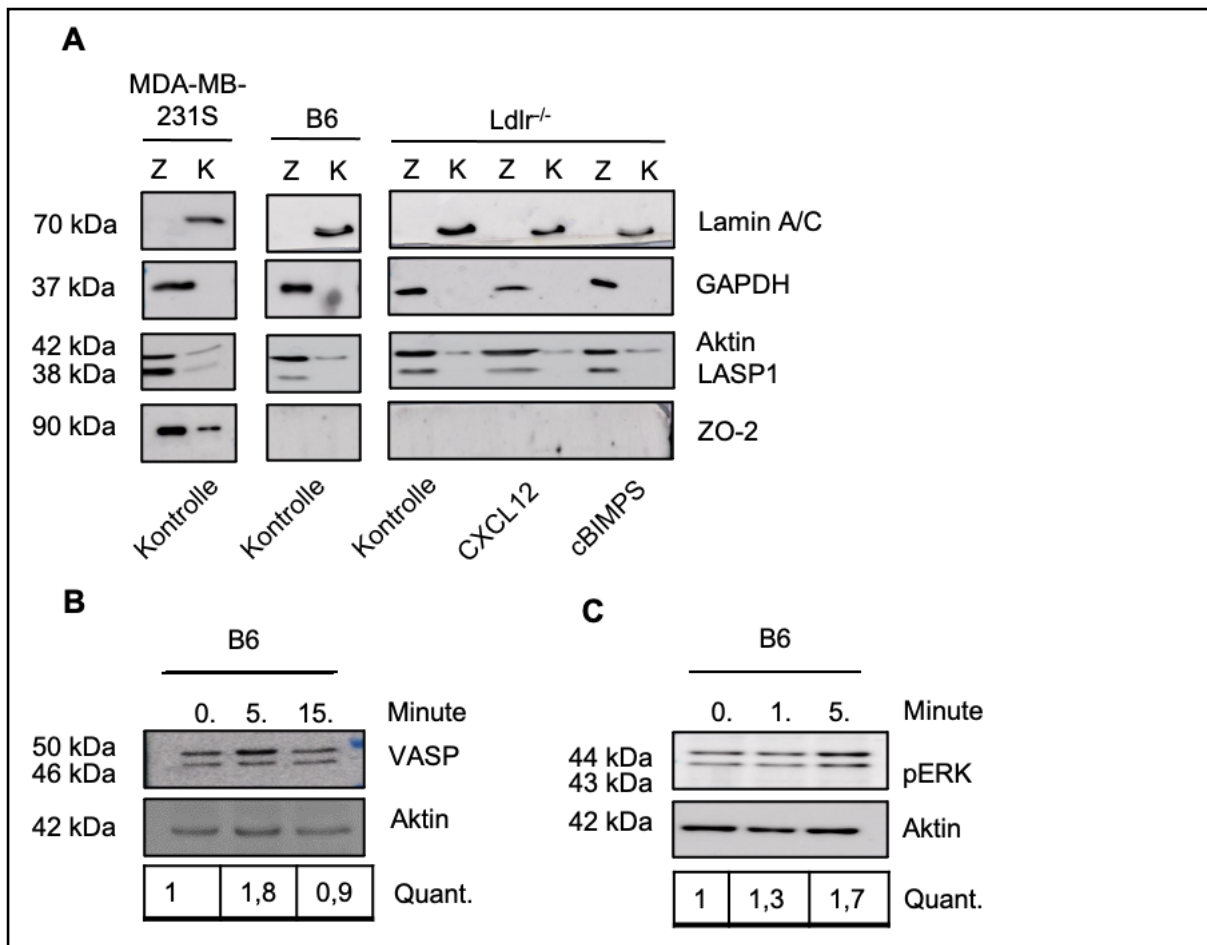 A
MDA-MB-
231S
B6
Ldlr-/-
Z K Z K Z K Z K Z K
70 kDa Lamin A/C
37 kDa GAPDH
42 kDa Aktin
38 kDa LASP1
90 kDa ZO-2
Kontrolle Kontrolle Kontrolle CXCL12 cBIMPS
B
B6
0. 5. 15. Minute
50 kDa
46 kDa
VASP
42 kDa Aktin
1 1,8 0,9 Quant.
C
B6
0. 1. 5. Minute
44 kDa
43 kDa
pERK
42 kDa Aktin
1 1,3 1,7 Quant.